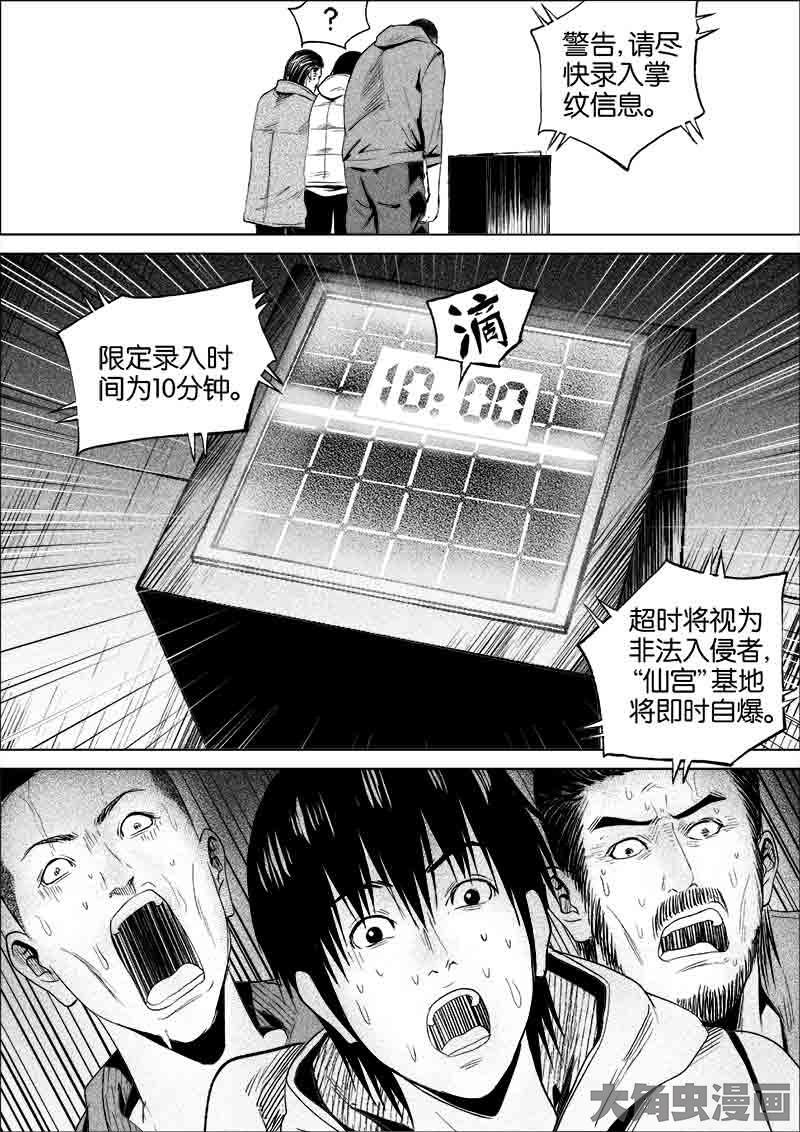 ?
警告，请尽
快录入掌
纹信息。
滴
限定录入时
间为10分钟。
10:00
超时将视为
非法入侵者，
“仙宫”基地
将即时自爆。
大角虫漫画